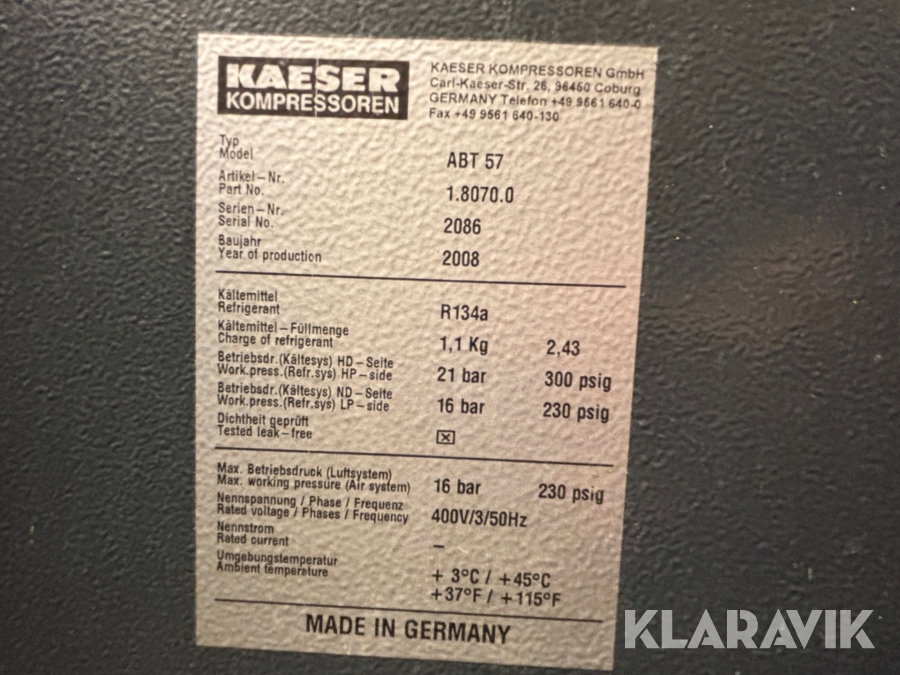 KAESER
KOMPRESSOREN
KAESER KOMPRESSOREN GmbH
Carl-Kaeser-Str. 26, 96450 Coburg
GERMANY Telefon +49 9561 640-0
Fax +49 9561 640-130
Typ
Model ABT 57
Artikel-Nr.
Part No. 1.8070.0
Serien-Nr.
Serial No. 2086
Baujahr
Year of production 2008
Kältemittel
Refrigerant R134a
Kältemittel-Füllmenge
Charge of refrigerant 1,1 Kg 2,43
Betriebsdr.(Kältesys) HD-Seite
Work.press.(Refr.sys) HP-side 21 bar 300 psig
Betriebsdr.(Kältesys) ND-Seite
Work.press.(Refr.sys) LP-side 16 bar 230 psig
Dichtheit geprüft
Tested leak-free ☒
Max. Betriebsdruck (Luftsystem)
Max. working pressure (Air system) 16 bar 230 psig
Nennspannung / Phase / Frequenz
Rated voltage / Phases / Frequency 400V/3/50Hz
Nennstrom
Rated current –
Umgebungstemperatur
Ambient temperature + 3°C / +45°C
+37°F / +115°F
MADE IN GERMANY
KLARAVIK